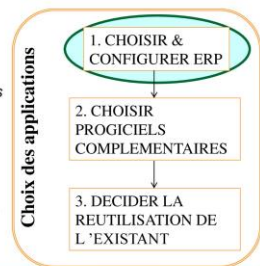 Choix des applications
1. CHOISIR &
CONFIGURER ERP
2. CHOISIR
PROGICIELS
COMPLEMENTAIRES
3. DECIDER LA
REUTILISATION DE
L 'EXISTANT